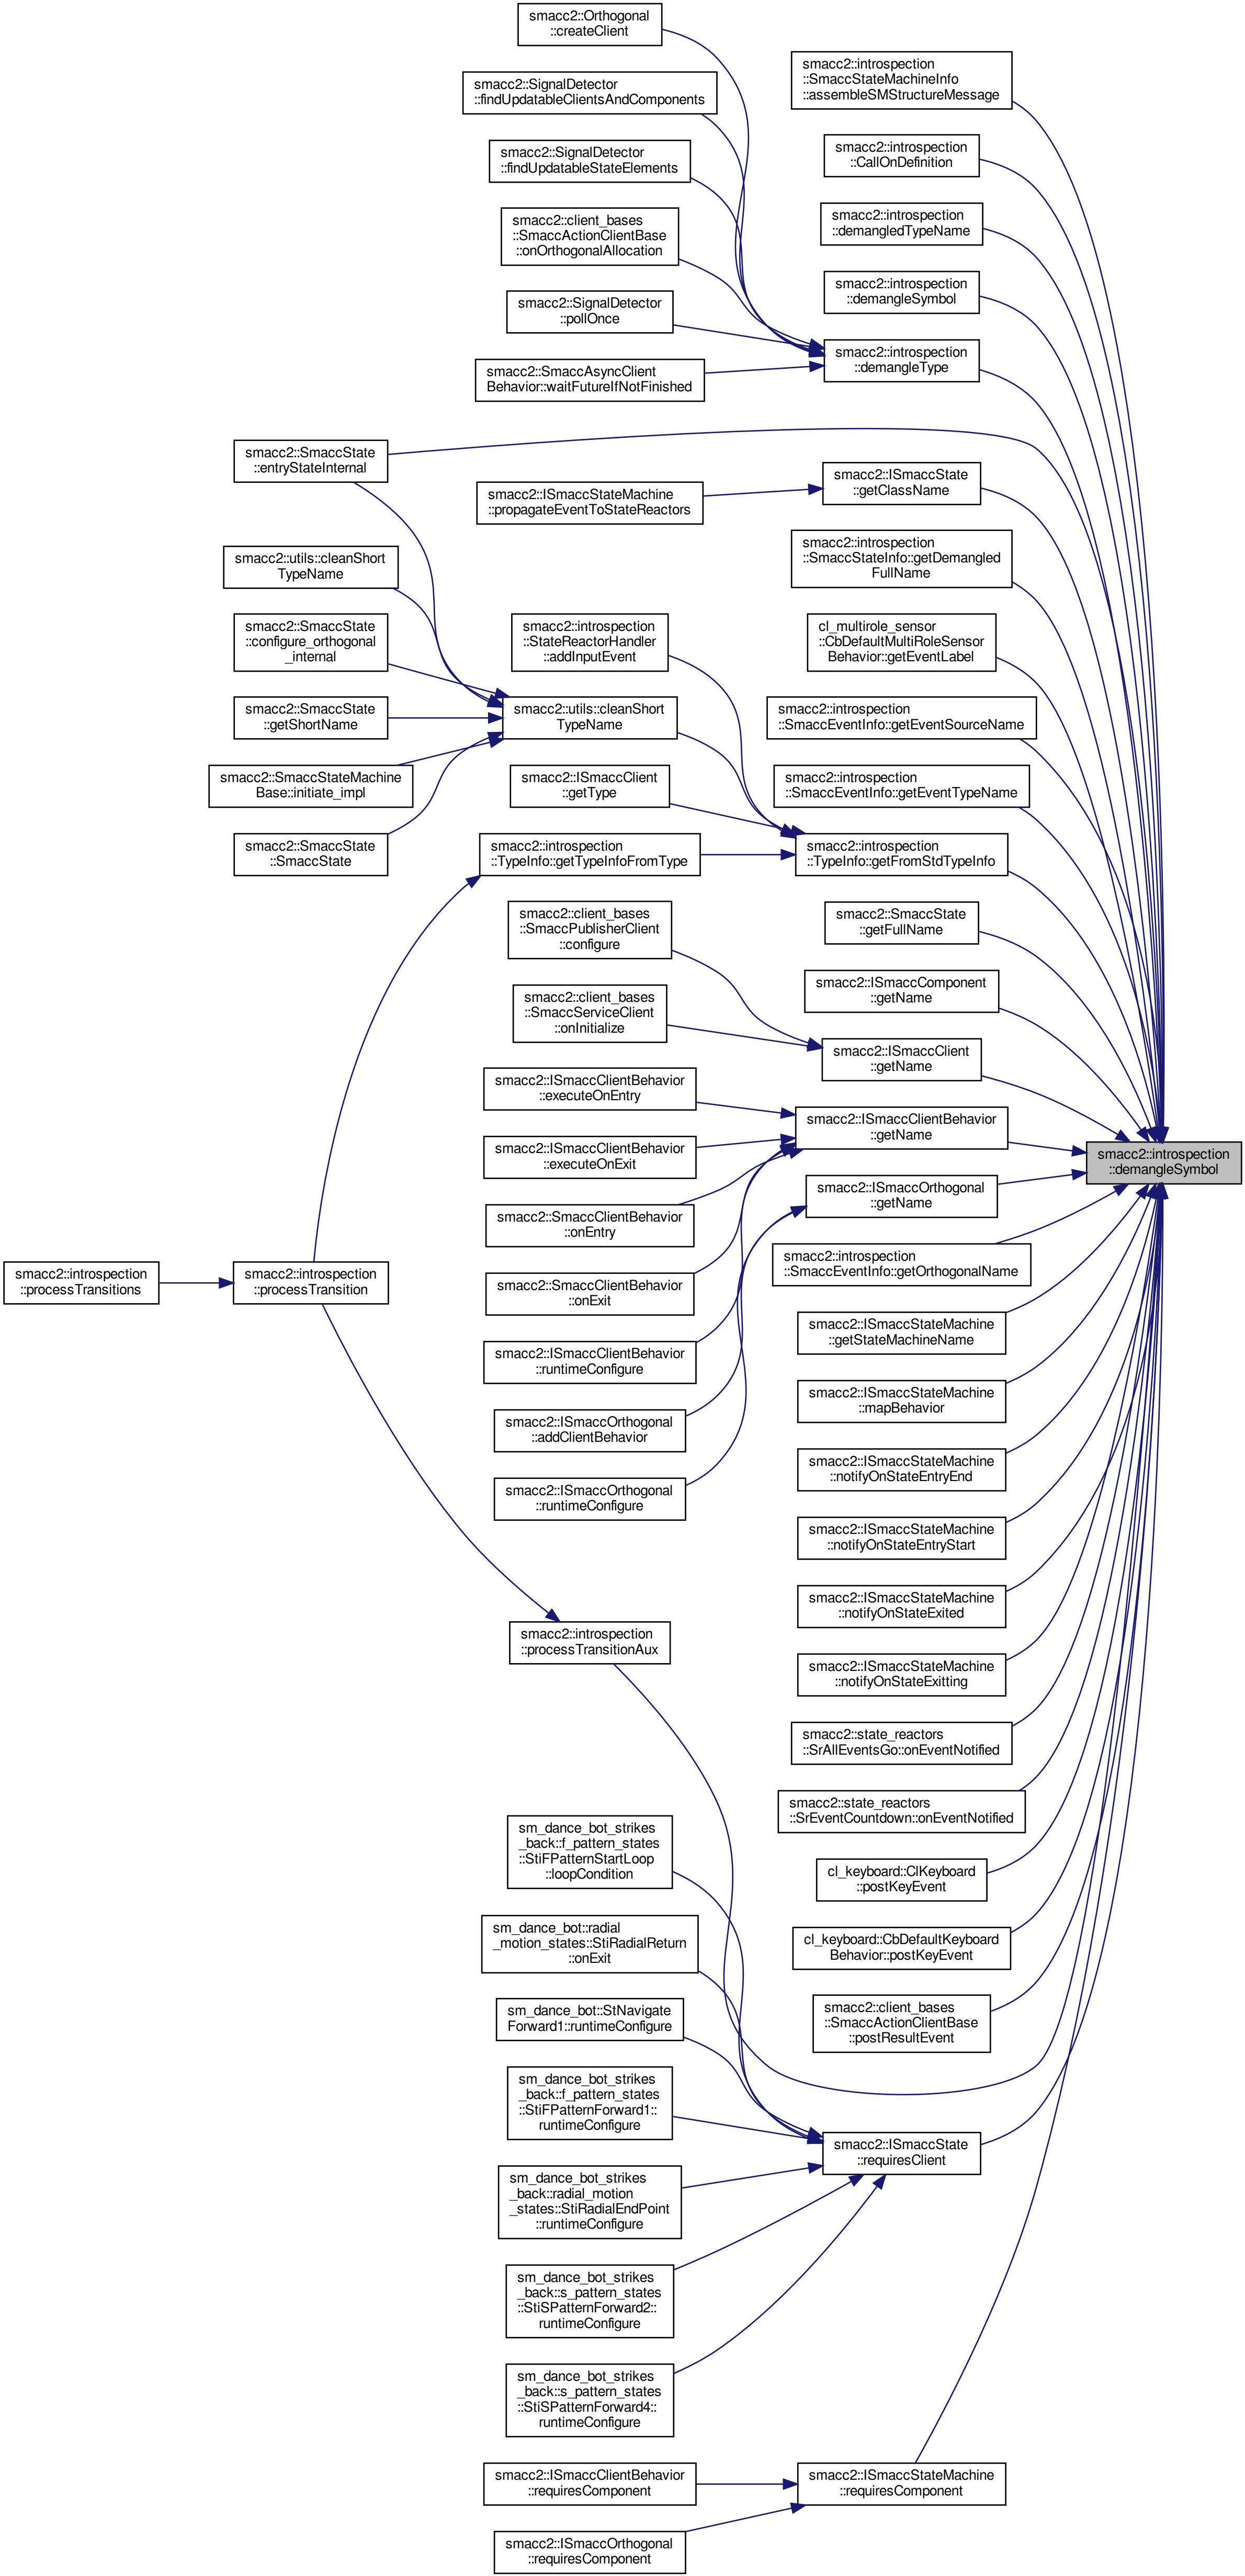 smacc2::Orthogonal
::createClient
smacc2::SignalDetector
::findUpdatableClientsAndComponents
smacc2::SignalDetector
::findUpdatableStateElements
smacc2::client_bases
::SmaccActionClientBase
::onOrthogonalAllocation
smacc2::SignalDetector
::pollOnce
smacc2::SmaccAsyncClient
Behavior::waitFutureIfNotFinished
smacc2::introspection
::SmaccStateMachineInfo
::assembleSMStructureMessage
smacc2::introspection
::CallOnDefinition
smacc2::introspection
::demangledTypeName
smacc2::introspection
::demangleSymbol
smacc2::introspection
::demangleType
smacc2::SmaccState
::entryStateInternal
smacc2::ISmaccStateMachine
::propagateEventToStateReactors
smacc2::ISmaccState
::getClassName
smacc2::introspection
::SmaccStateInfo::getDemangled
FullName
smacc2::utils::cleanShort
TypeName
smacc2::SmaccState
::configure_orthogonal
_internal
smacc2::SmaccState
::getShortName
smacc2::SmaccStateMachine
Base::initiate_impl
smacc2::SmaccState
::SmaccState
smacc2::introspection
::StateReactorHandler
::addInputEvent
smacc2::utils::cleanShort
TypeName
smacc2::ISmaccClient
::getType
smacc2::introspection
::TypeInfo::getTypeInfoFromType
cl_multirole_sensor
::CbDefaultMultiRoleSensor
Behavior::getEventLabel
smacc2::introspection
::SmaccEventInfo::getEventSourceName
smacc2::introspection
::SmaccEventInfo::getEventTypeName
smacc2::introspection
::TypeInfo::getFromStdTypeInfo
smacc2::SmaccState
::getFullName
smacc2::ISmaccComponent
::getName
smacc2::client_bases
::SmaccPublisherClient
::configure
smacc2::client_bases
::SmaccServiceClient
::onInitialize
smacc2::ISmaccClient
::getName
smacc2::ISmaccClientBehavior
::executeOnEntry
smacc2::ISmaccClientBehavior
::executeOnExit
smacc2::SmaccClientBehavior
::onEntry
smacc2::SmaccClientBehavior
::onExit
smacc2::ISmaccClientBehavior
::runtimeConfigure
smacc2::ISmaccOrthogonal
::addClientBehavior
smacc2::ISmaccOrthogonal
::runtimeConfigure
smacc2::ISmaccClientBehavior
::getName
smacc2::ISmaccOrthogonal
::getName
smacc2::introspection
::demangleSymbol
smacc2::introspection
::SmaccEventInfo::getOrthogonalName
smacc2::introspection
::processTransitions
smacc2::introspection
::processTransition
smacc2::ISmaccStateMachine
::getStateMachineName
smacc2::ISmaccStateMachine
::mapBehavior
smacc2::ISmaccStateMachine
::notifyOnStateEntryEnd
smacc2::ISmaccStateMachine
::notifyOnStateEntryStart
smacc2::ISmaccStateMachine
::notifyOnStateExited
smacc2::ISmaccStateMachine
::notifyOnStateExitting
smacc2::introspection
::processTransitionAux
smacc2::state_reactors
::SrAllEventsGo::onEventNotified
smacc2::state_reactors
::SrEventCountdown::onEventNotified
cl_keyboard::ClKeyboard
::postKeyEvent
cl_keyboard::CbDefaultKeyboard
Behavior::postKeyEvent
smacc2::client_bases
::SmaccActionClientBase
::postResultEvent
sm_dance_bot_strikes
_back::f_pattern_states
::StiFPatternStartLoop
::loopCondition
sm_dance_bot::radial
_motion_states::StiRadialReturn
::onExit
sm_dance_bot::StNavigate
Forward1::runtimeConfigure
sm_dance_bot_strikes
_back::f_pattern_states
::StiFPatternForward1::
runtimeConfigure
sm_dance_bot_strikes
_back::radial_motion
_states::StiRadialEndPoint
::runtimeConfigure
sm_dance_bot_strikes
_back::s_pattern_states
::StiSPatternForward2::
runtimeConfigure
sm_dance_bot_strikes
_back::s_pattern_states
::StiSPatternForward4::
runtimeConfigure
smacc2::ISmaccState
::requiresClient
smacc2::ISmaccClientBehavior
::requiresComponent
smacc2::ISmaccOrthogonal
::requiresComponent
smacc2::ISmaccStateMachine
::requiresComponent